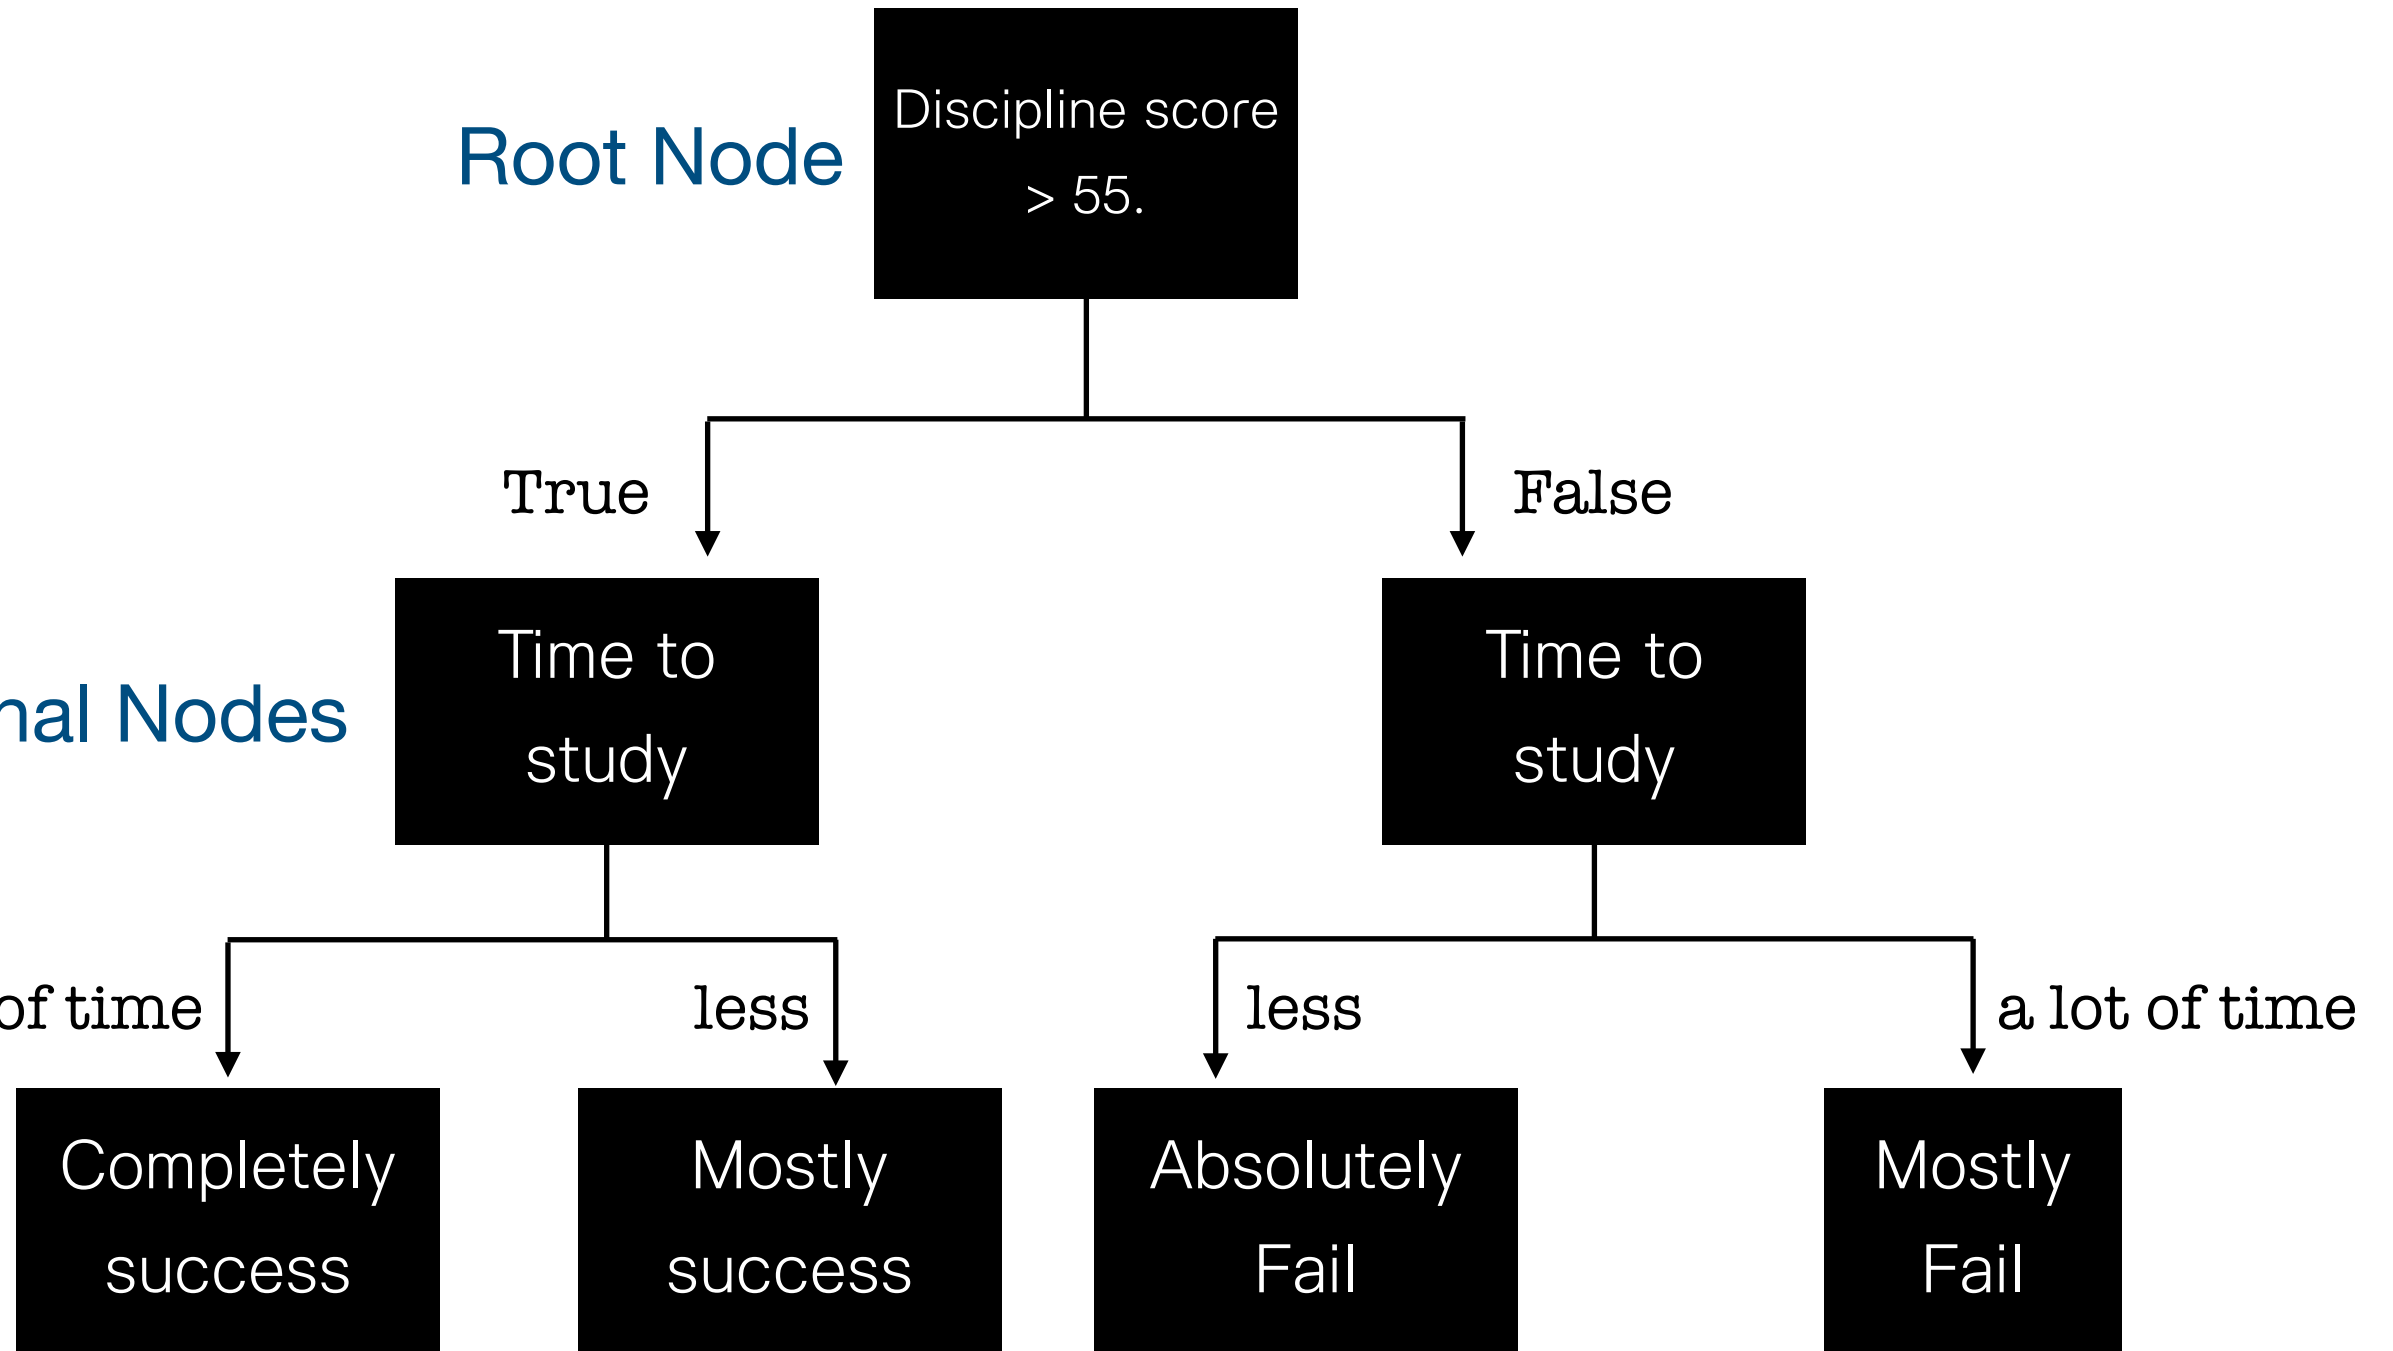 Root Node
Discipline score
> 55.
True
False
nal Nodes
Time to
study
Time to
study
of time
less
less
a lot of time
Completely
success
Mostly
success
Absolutely
Fail
Mostly
Fail